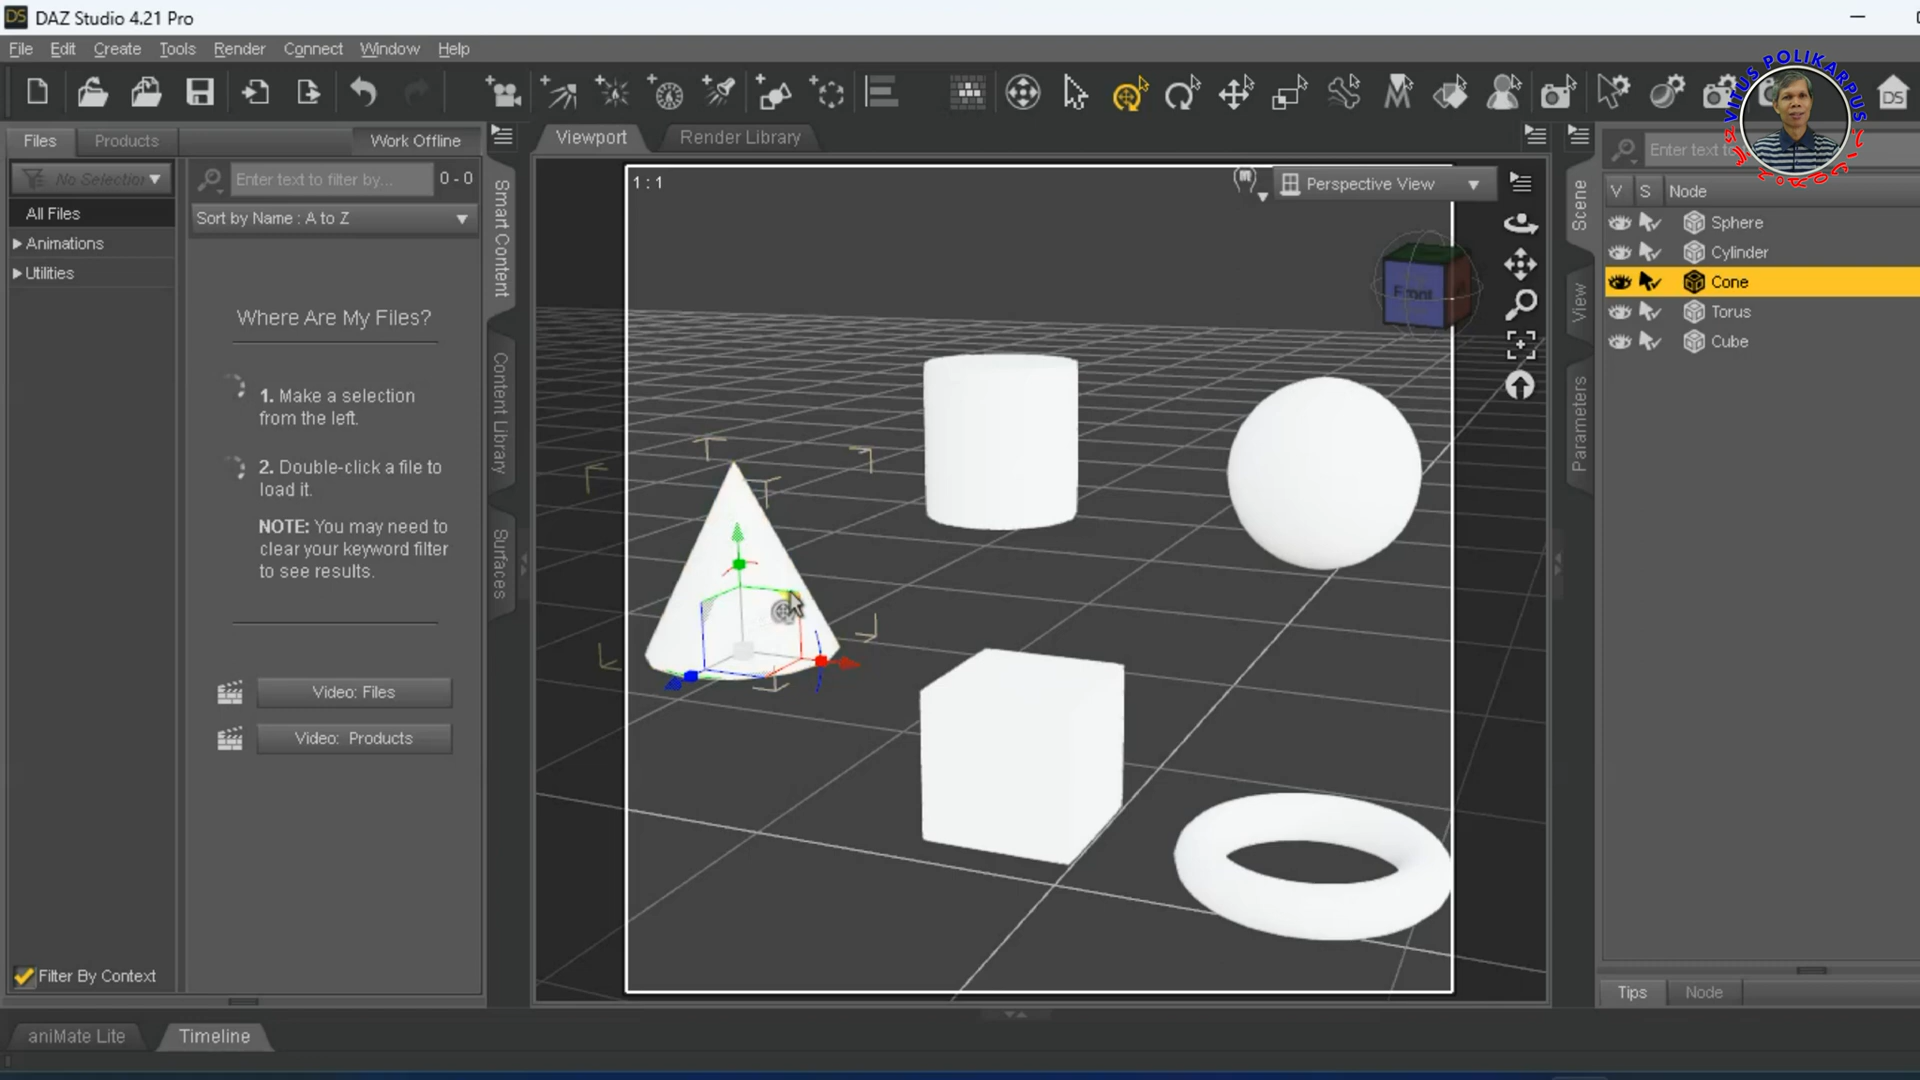 DS DAZ Studio 4.21 Pro
File Edit Create Tools Render Connect Window Help
VITUS POLIKARPUS
DS
Files Products Work Offline
Viewport Render Library
No Selection
Enter text to filter by...
0 - 0
1 : 1
Perspective View
V S Node
All Files
Sort by Name : A to Z
Animations
Utilities
Sphere
Cylinder
Cone
Torus
Cube
Front
Smart Content
Content Library
Surfaces
Scene
View
Parameters
Where Are My Files?
1. Make a selection
from the left.
2. Double-click a file to
load it.
NOTE: You may need to
clear your keyword filter
to see results.
Video: Files
Video: Products
Filter By Context
Tips Node
aniMate Lite Timeline